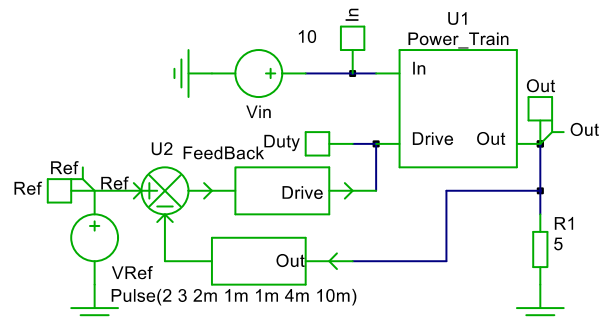 In
U1
10
Power_Train
In
Vin
Out
Duty
Drive
Out
Out
U2
FeedBack
Ref
Ref
Ref
Drive
R1
5
Out
VRef
Pulse(2 3 2m 1m 1m 4m 10m)